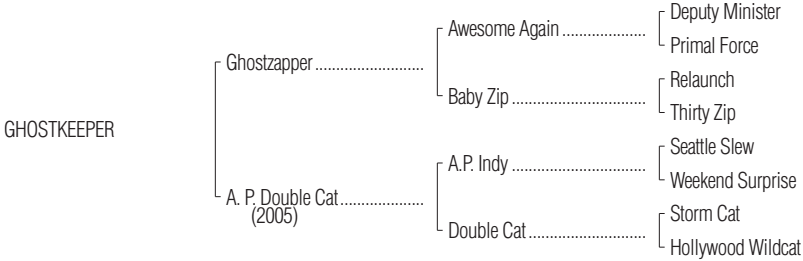 Deputy Minister
Awesome Again ....................
Primal Force
Ghostzapper ..........................
Relaunch
Baby Zip ................................
Thirty Zip
GHOSTKEEPER
Seattle Slew
A.P. Indy ................................
Weekend Surprise
A. P. Double Cat ....................
(2005)
Storm Cat
Double Cat ............................
Hollywood Wildcat